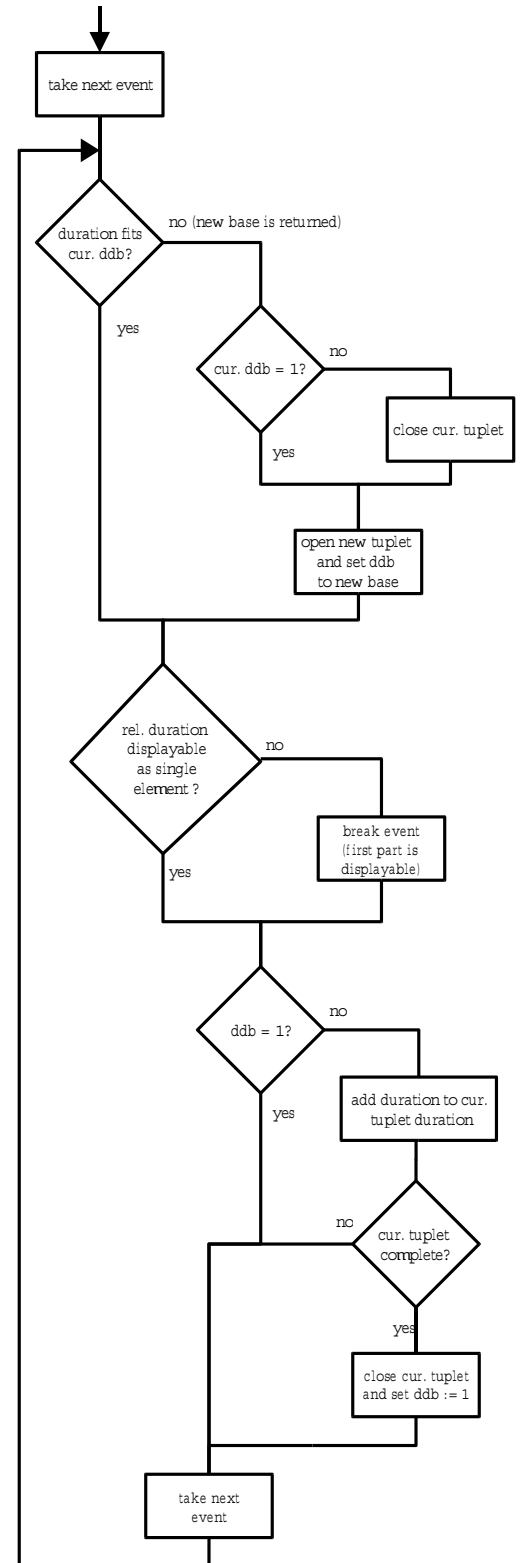 take next event
duration fits
cur. ddb?
no (new base is returned)
yes
cur. ddb = 1?
no
close cur. tuplet
yes
open new tuplet
and set ddb
to new base
rel. duration
displayable
as single
element ?
no
break event
(first part is
displayable)
yes
ddb = 1?
no
add duration to cur.
tuplet duration
yes
no
cur. tuplet
complete?
yes
close cur. tuplet
and set ddb := 1
take next
event